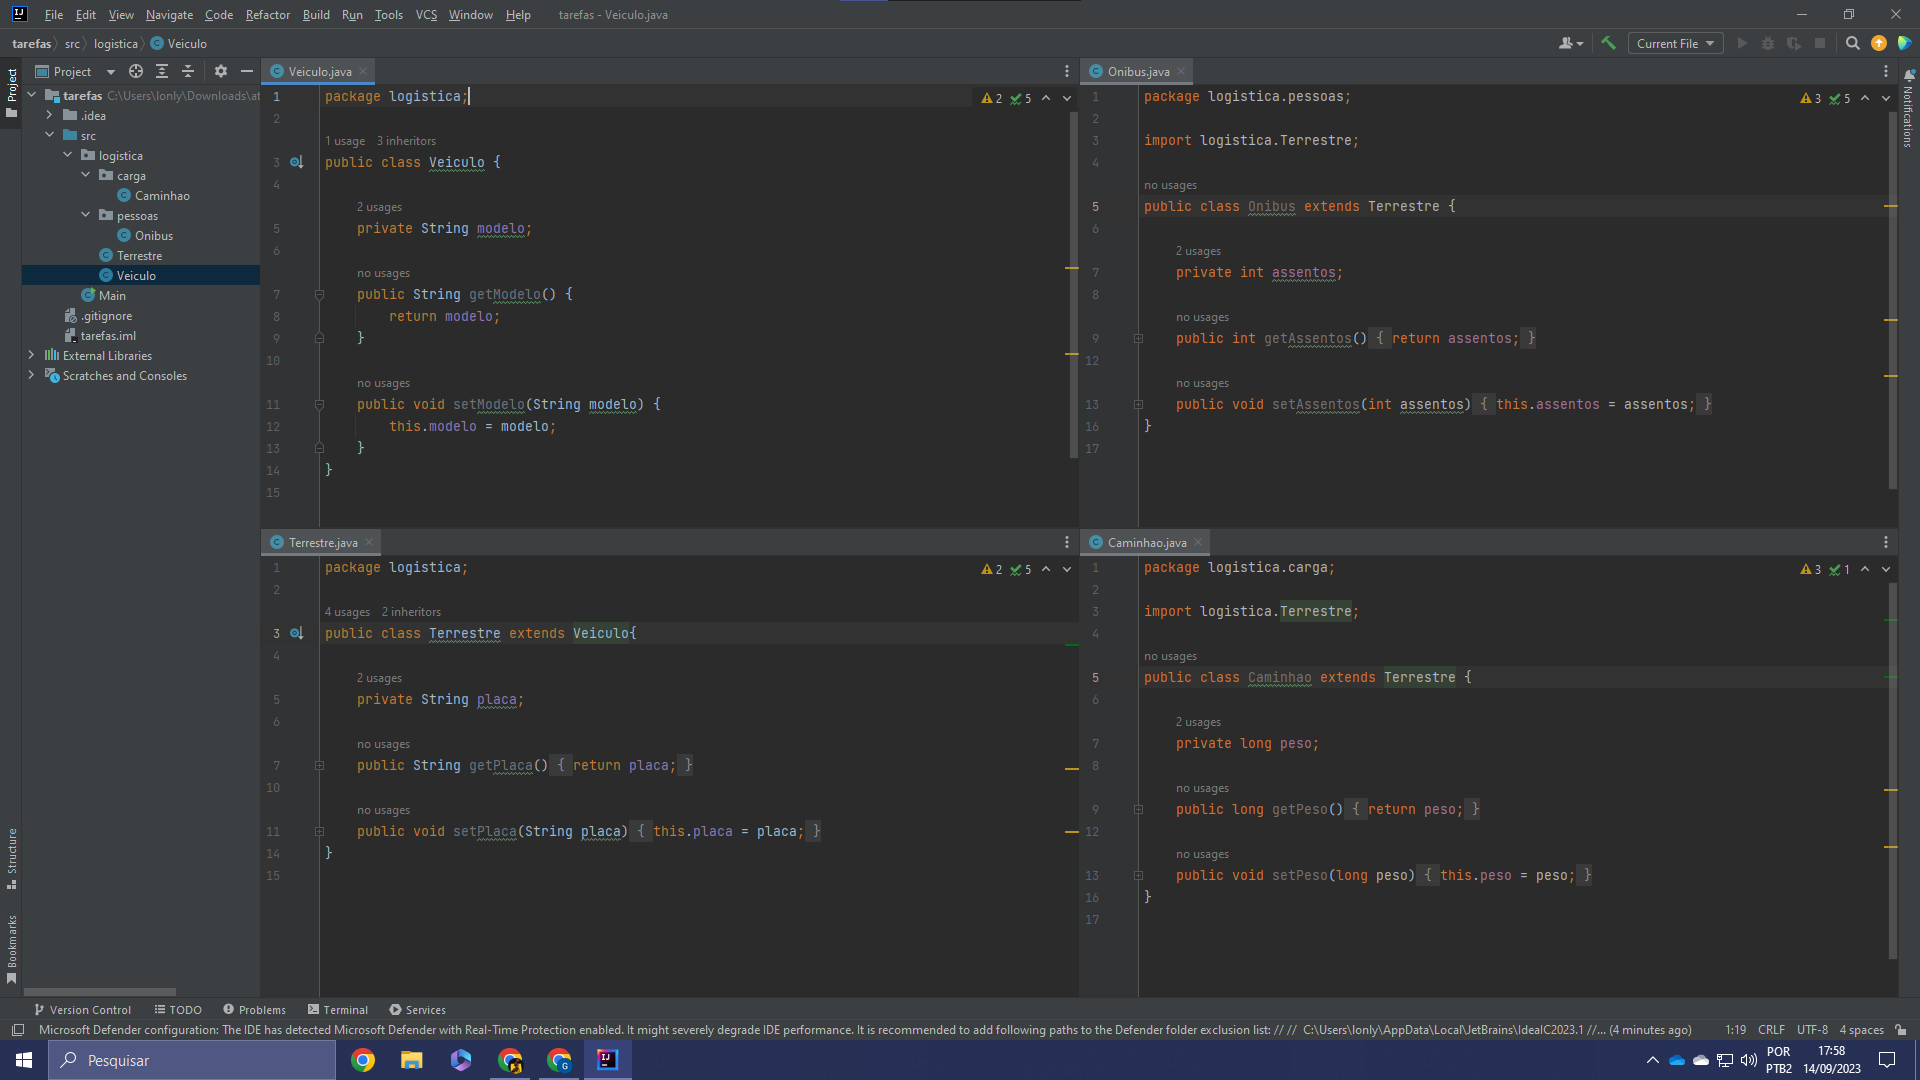 File Edit View Navigate Code Refactor Build Run Tools VCS Window Help tarefas - Veiculo.java
tarefas src logistica Veiculo
Current File
Project
Project
tarefas C:\Users\lonly\Downloads\at
.idea
src
logistica
carga
Caminhao
pessoas
Onibus
Terrestre
Veiculo
Main
.gitignore
tarefas.iml
External Libraries
Scratches and Consoles
Structure
Bookmarks
Veiculo.java
2 5
1 package logistica;
2
1 usage 3 inheritors
3 public class Veiculo {
4
2 usages
5 private String modelo;
6
no usages
7 public String getModelo() {
8 return modelo;
9 }
10
no usages
11 public void setModelo(String modelo) {
12 this.modelo = modelo;
13 }
14 }
15
Onibus.java
3 5
1 package logistica.pessoas;
2
3 import logistica.Terrestre;
4
no usages
5 public class Onibus extends Terrestre {
6
2 usages
7 private int assentos;
8
no usages
9 public int getAssentos() { return assentos; }
12
no usages
13 public void setAssentos(int assentos) { this.assentos = assentos; }
16 }
17
Notifications
Terrestre.java
2 5
1 package logistica;
2
4 usages 2 inheritors
3 public class Terrestre extends Veiculo{
4
2 usages
5 private String placa;
6
no usages
7 public String getPlaca() { return placa; }
10
no usages
11 public void setPlaca(String placa) { this.placa = placa; }
14 }
15
Caminhao.java
3 1
1 package logistica.carga;
2
3 import logistica.Terrestre;
4
no usages
5 public class Caminhao extends Terrestre {
6
2 usages
7 private long peso;
8
no usages
9 public long getPeso() { return peso; }
12
no usages
13 public void setPeso(long peso) { this.peso = peso; }
16 }
17
Version Control TODO Problems Terminal Services
Microsoft Defender configuration: The IDE has detected Microsoft Defender with Real-Time Protection enabled. It might severely degrade IDE performance. It is recommended to add following paths to the Defender folder exclusion list: // // C:\Users\lonly\AppData\Local\JetBrains\IdeaIC2023.1 //... (4 minutes ago) 1:19 CRLF UTF-8 4 spaces
Pesquisar
POR
PTB2
17:58
14/09/2023